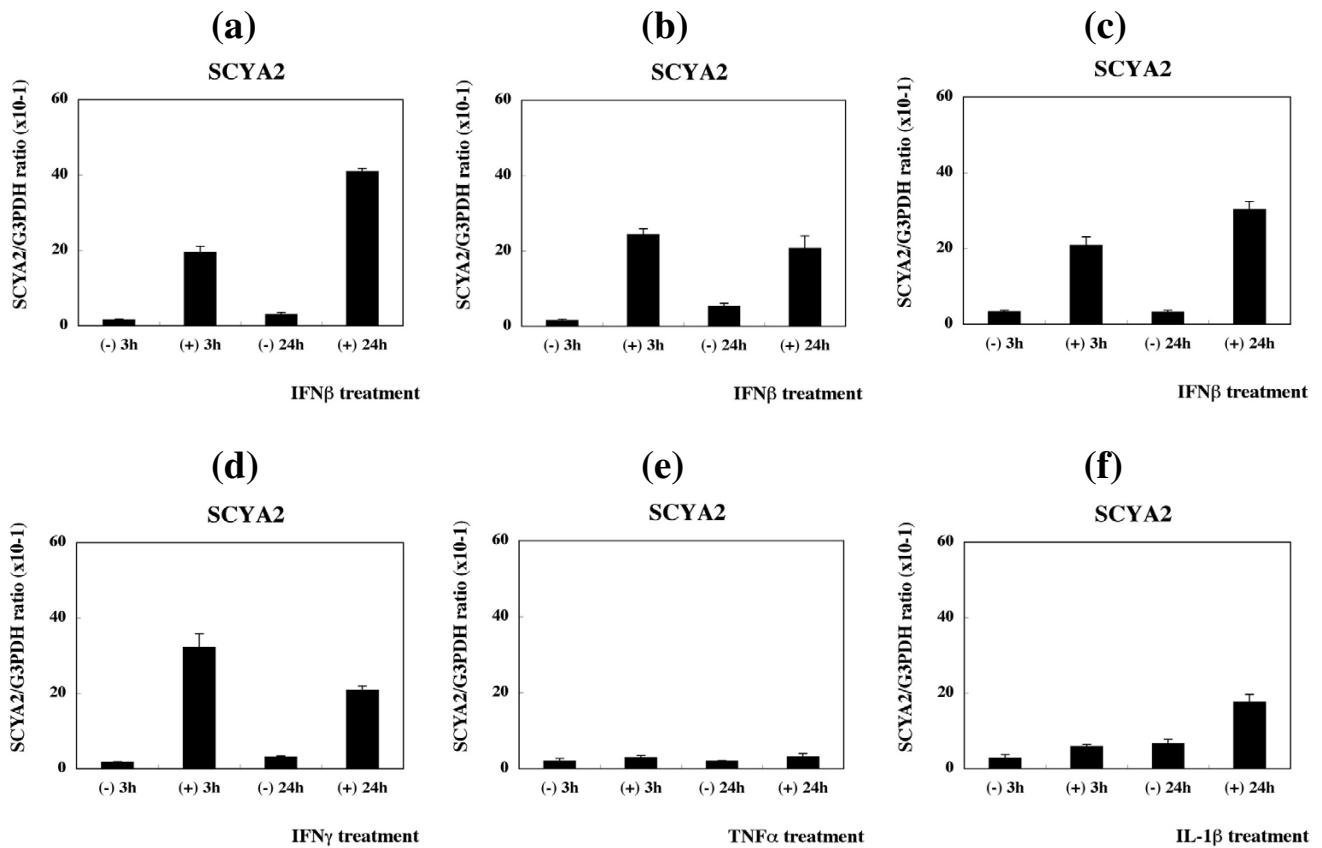 (a)
SCYA2
SCYA2/G3PDH ratio (x10-1)
60
40
20
0
(-) 3h (+) 3h (-) 24h (+) 24h
IFNβ treatment
(b)
SCYA2
SCYA2/G3PDH ratio (x10-1)
60
40
20
0
(-) 3h (+) 3h (-) 24h (+) 24h
IFNβ treatment
(c)
SCYA2
SCYA2/G3PDH ratio (x10-1)
60
40
20
0
(-) 3h (+) 3h (-) 24h (+) 24h
IFNβ treatment
(d)
SCYA2
SCYA2/G3PDH ratio (x10-1)
60
40
20
0
(-) 3h (+) 3h (-) 24h (+) 24h
IFNγ treatment
(e)
SCYA2
SCYA2/G3PDH ratio (x10-1)
60
40
20
0
(-) 3h (+) 3h (-) 24h (+) 24h
TNFα treatment
(f)
SCYA2
SCYA2/G3PDH ratio (x10-1)
60
40
20
0
(-) 3h (+) 3h (-) 24h (+) 24h
IL-1β treatment